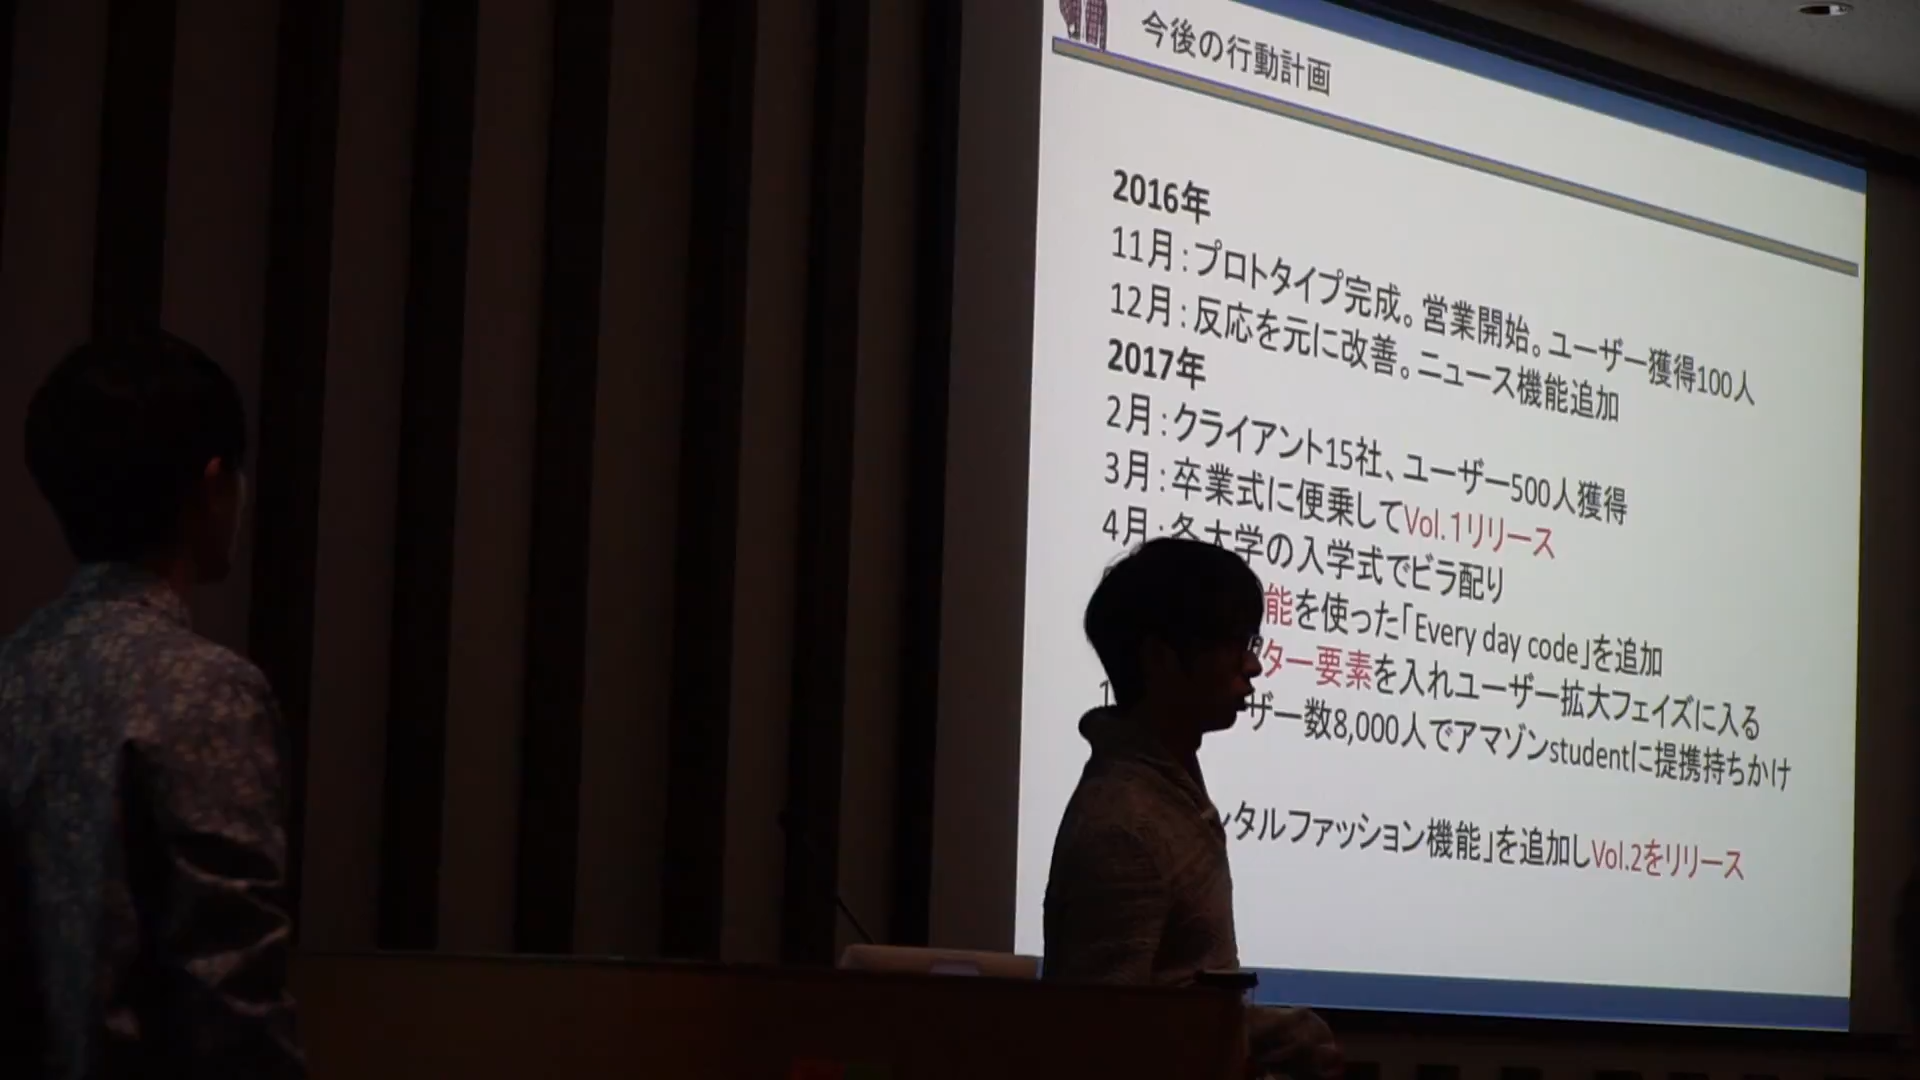 今後の行動計画
2016年
11月：プロトタイプ完成。営業開始。ユーザー獲得100人
12月：反応を元に改善。ニュース機能追加
2017年
2月：クライアント15社、ユーザー500人獲得
3月：卒業式に便乗してVol.1リリース
4月：各大学の入学式でビラ配り
能を使った「Every day code」を追加
ター要素を入れユーザー拡大フェイズに入る
ザー数8,000人でアマゾンstudentに提携持ちかけ
タルファッション機能」を追加しVol.2をリリース